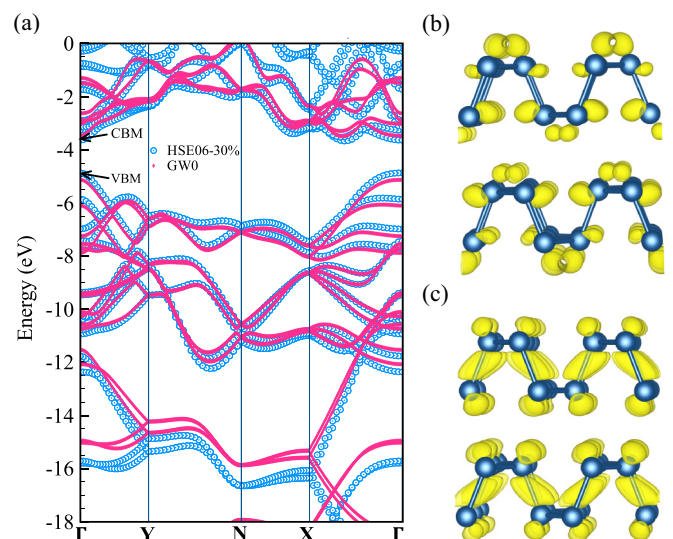 (a)
0
-2
-4
-6
-8
-10
-12
-14
-16
-18
Energy (eV)
CBM
VBM
HSE06-30%
GW0
Γ
Y
N
X
Γ
(b)
(c)